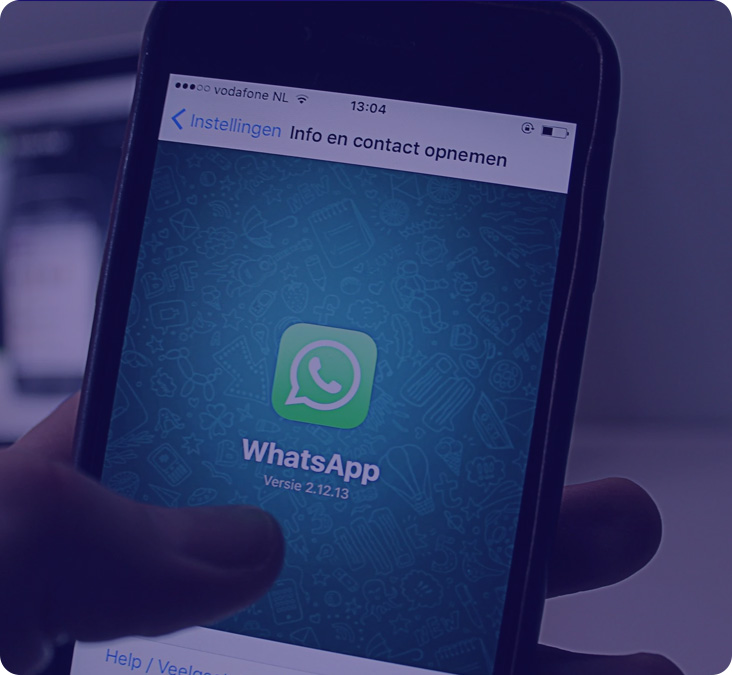 vodafone NL 13:04
Instellingen Info en contact opnemen
WhatsApp
Versie 2.12.13
Help /